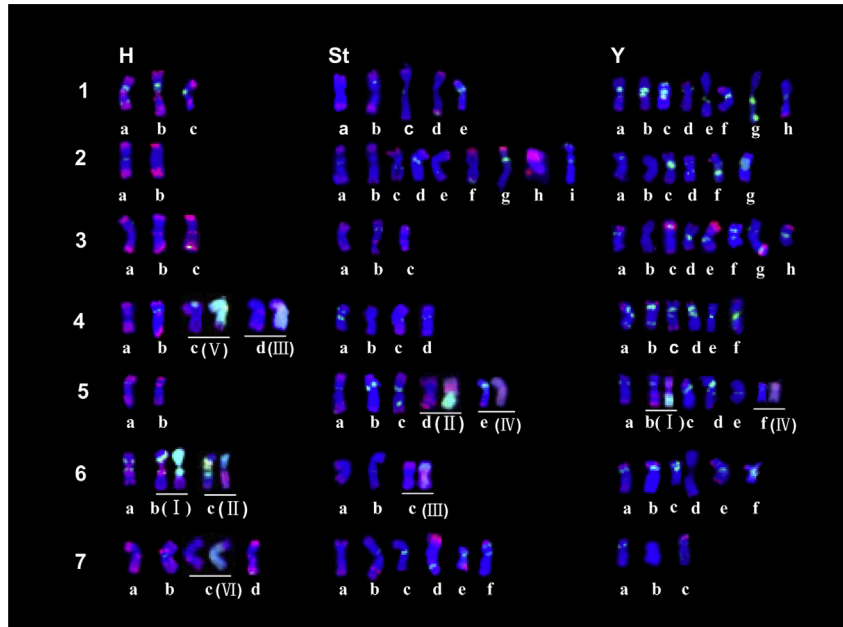 H St Y
1
a b c a b c d e a b c d e f g h
2
a b a b c d e f g h i a b c d f g
3
a b c a b c a b c d e f g h
4
a b c(V) d(III) a b c d a b c d e f
5
a b a b c d(II) e(IV) a b(I) c d e f(IV)
6
a b(I) c(II) a b c(III) a b c d e f
7
a b c(VI) d a b c d e f a b c